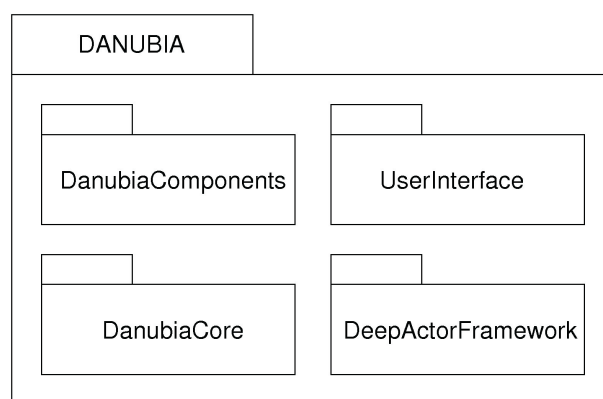 DANUBIA
DanubiaComponents
UserInterface
DanubiaCore
DeepActorFramework